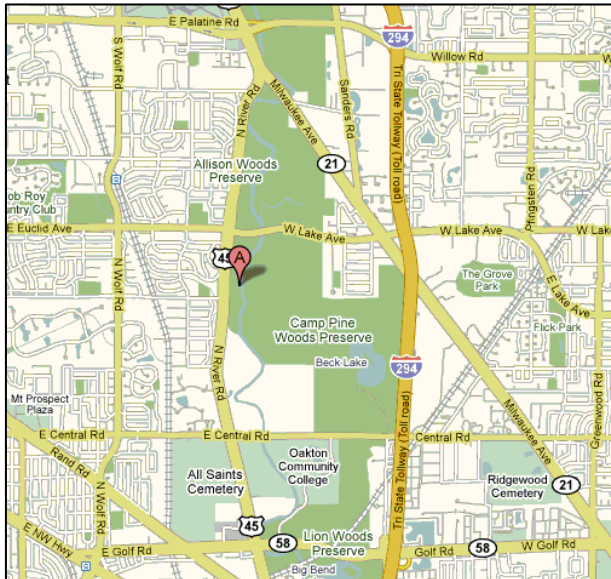 E Palatine Rd
S Wolf Rd
294
Willow Rd
N River Rd
Milwaukee Ave
Sanders Rd
Tri State Tollway (Toll road)
Pfingsten Rd
21
Allison Woods
Preserve
ob Roy
untry Club
E Euclid Ave
W Lake Ave
W Lake Ave
W Lake
45
A
N Wolf Rd
The Grove
Park
E Lake Ave
Flick Park
Camp Pine
Woods Preserve
Beck Lake
294
N River Rd
Mt Prospect
Plaza
Milwaukee Ave
Greenwood Rd
E Central Rd
E Central Rd
Central Rd
Rand Rd
N Wolf Rd
All Saints
Cemetery
Oakton
Community
College
Tri State Tollway (Toll road)
Ridgewood
Cemetery
21
E NW Hwy
45
E Golf Rd
58
Lion Woods
Preserve
Golf Rd
58
W Golf Rd
Big Bend